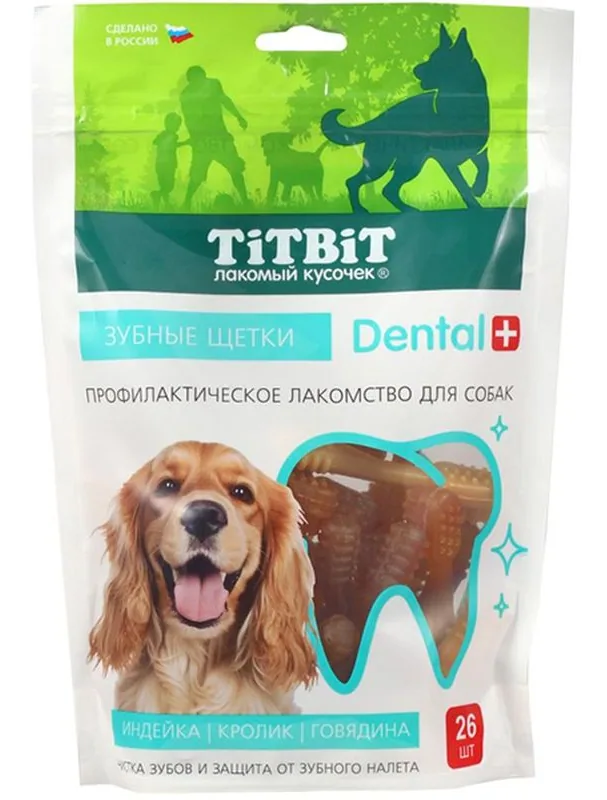 СДЕЛАНО
В РОССИИ
TiTBiT
лакомый кусочек®
ЗУБНЫЕ ЩЕТКИ
Dental+
ПРОФИЛАКТИЧЕСКОЕ ЛАКОМСТВО ДЛЯ СОБАК
ИНДЕЙКА | КРОЛИК | ГОВЯДИНА
26
ШТ
ЧИСТКА ЗУБОВ И ЗАЩИТА ОТ ЗУБНОГО НАЛЕТА